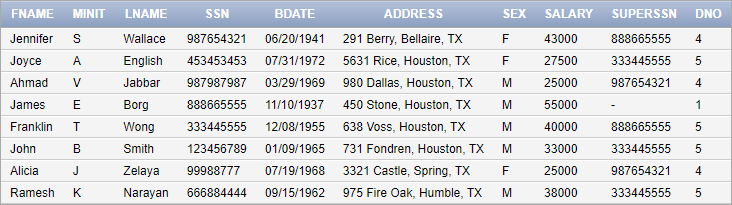 FNAME MINIT LNAME SSN BDATE ADDRESS SEX SALARY SUPERSSN DNO
Jennifer S Wallace 987654321 06/20/1941 291 Berry, Bellaire, TX F 43000 888665555 4
Joyce A English 453453453 07/31/1972 5631 Rice, Houston, TX F 27500 333445555 5
Ahmad V Jabbar 987987987 03/29/1969 980 Dallas, Houston, TX M 25000 987654321 4
James E Borg 888665555 11/10/1937 450 Stone, Houston, TX M 55000 - 1
Franklin T Wong 333445555 12/08/1955 638 Voss, Houston, TX M 40000 888665555 5
John B Smith 123456789 01/09/1965 731 Fondren, Houston, TX M 33000 333445555 5
Alicia J Zelaya 99988777 07/19/1968 3321 Castle, Spring, TX F 25000 987654321 4
Ramesh K Narayan 666884444 09/15/1962 975 Fire Oak, Humble, TX M 38000 333445555 5